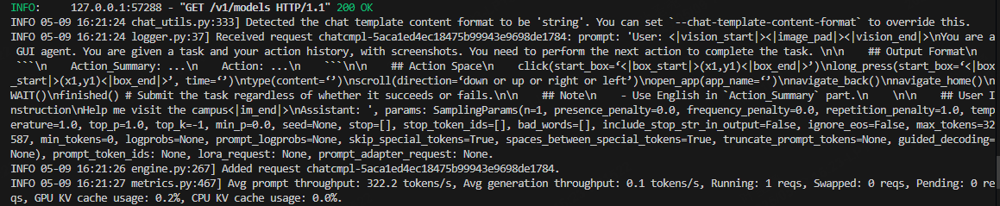 INFO:     127.0.0.1:57288 - "GET /v1/models HTTP/1.1" 200 OK
INFO 05-09 16:21:24 chat_utils.py:333] Detected the chat template content format to be 'string'. You can set `--chat-template-content-format` to override this.
INFO 05-09 16:21:24 logger.py:37] Received request chatcmpl-5aca1ed4ec18475b99943e9698de1784: prompt: 'User: <|vision_start|><|image_pad|><|vision_end|>\nYou are a
 GUI agent. You are given a task and your action history, with screenshots. You need to perform the next action to complete the task. \n\n    ## Output Format\n
   ```\n    Action_Summary: ...\n    Action: ...\n    ```\n\n    ## Action Space\n    click(start_box=‘<|box_start|>(x1,y1)<|box_end|>’)\nlong_press(start_box=‘<|box
_start|>(x1,y1)<|box_end|>’, time=‘’)\ntype(content=‘’)\nscroll(direction=‘down or up or right or left’)\nopen_app(app_name=‘’)\nnavigate_back()\nnavigate_home()\n
WAIT()\nfinished() # Submit the task regardless of whether it succeeds or fails.\n\n    ## Note\n    - Use English in `Action_Summary` part.\n    \n\n    ## User I
nstruction\nHelp me visit the campus<|im_end|>\nAssistant: ', params: SamplingParams(n=1, presence_penalty=0.0, frequency_penalty=0.0, repetition_penalty=1.0, temp
erature=1.0, top_p=1.0, top_k=-1, min_p=0.0, seed=None, stop=[], stop_token_ids=[], bad_words=[], include_stop_str_in_output=False, ignore_eos=False, max_tokens=32
587, min_tokens=0, logprobs=None, prompt_logprobs=None, skip_special_tokens=True, spaces_between_special_tokens=True, truncate_prompt_tokens=None, guided_decoding=
None), prompt_token_ids: None, lora_request: None, prompt_adapter_request: None.
INFO 05-09 16:21:26 engine.py:267] Added request chatcmpl-5aca1ed4ec18475b99943e9698de1784.
INFO 05-09 16:21:27 metrics.py:467] Avg prompt throughput: 322.2 tokens/s, Avg generation throughput: 0.1 tokens/s, Running: 1 reqs, Swapped: 0 reqs, Pending: 0 re
qs, GPU KV cache usage: 0.2%, CPU KV cache usage: 0.0%.